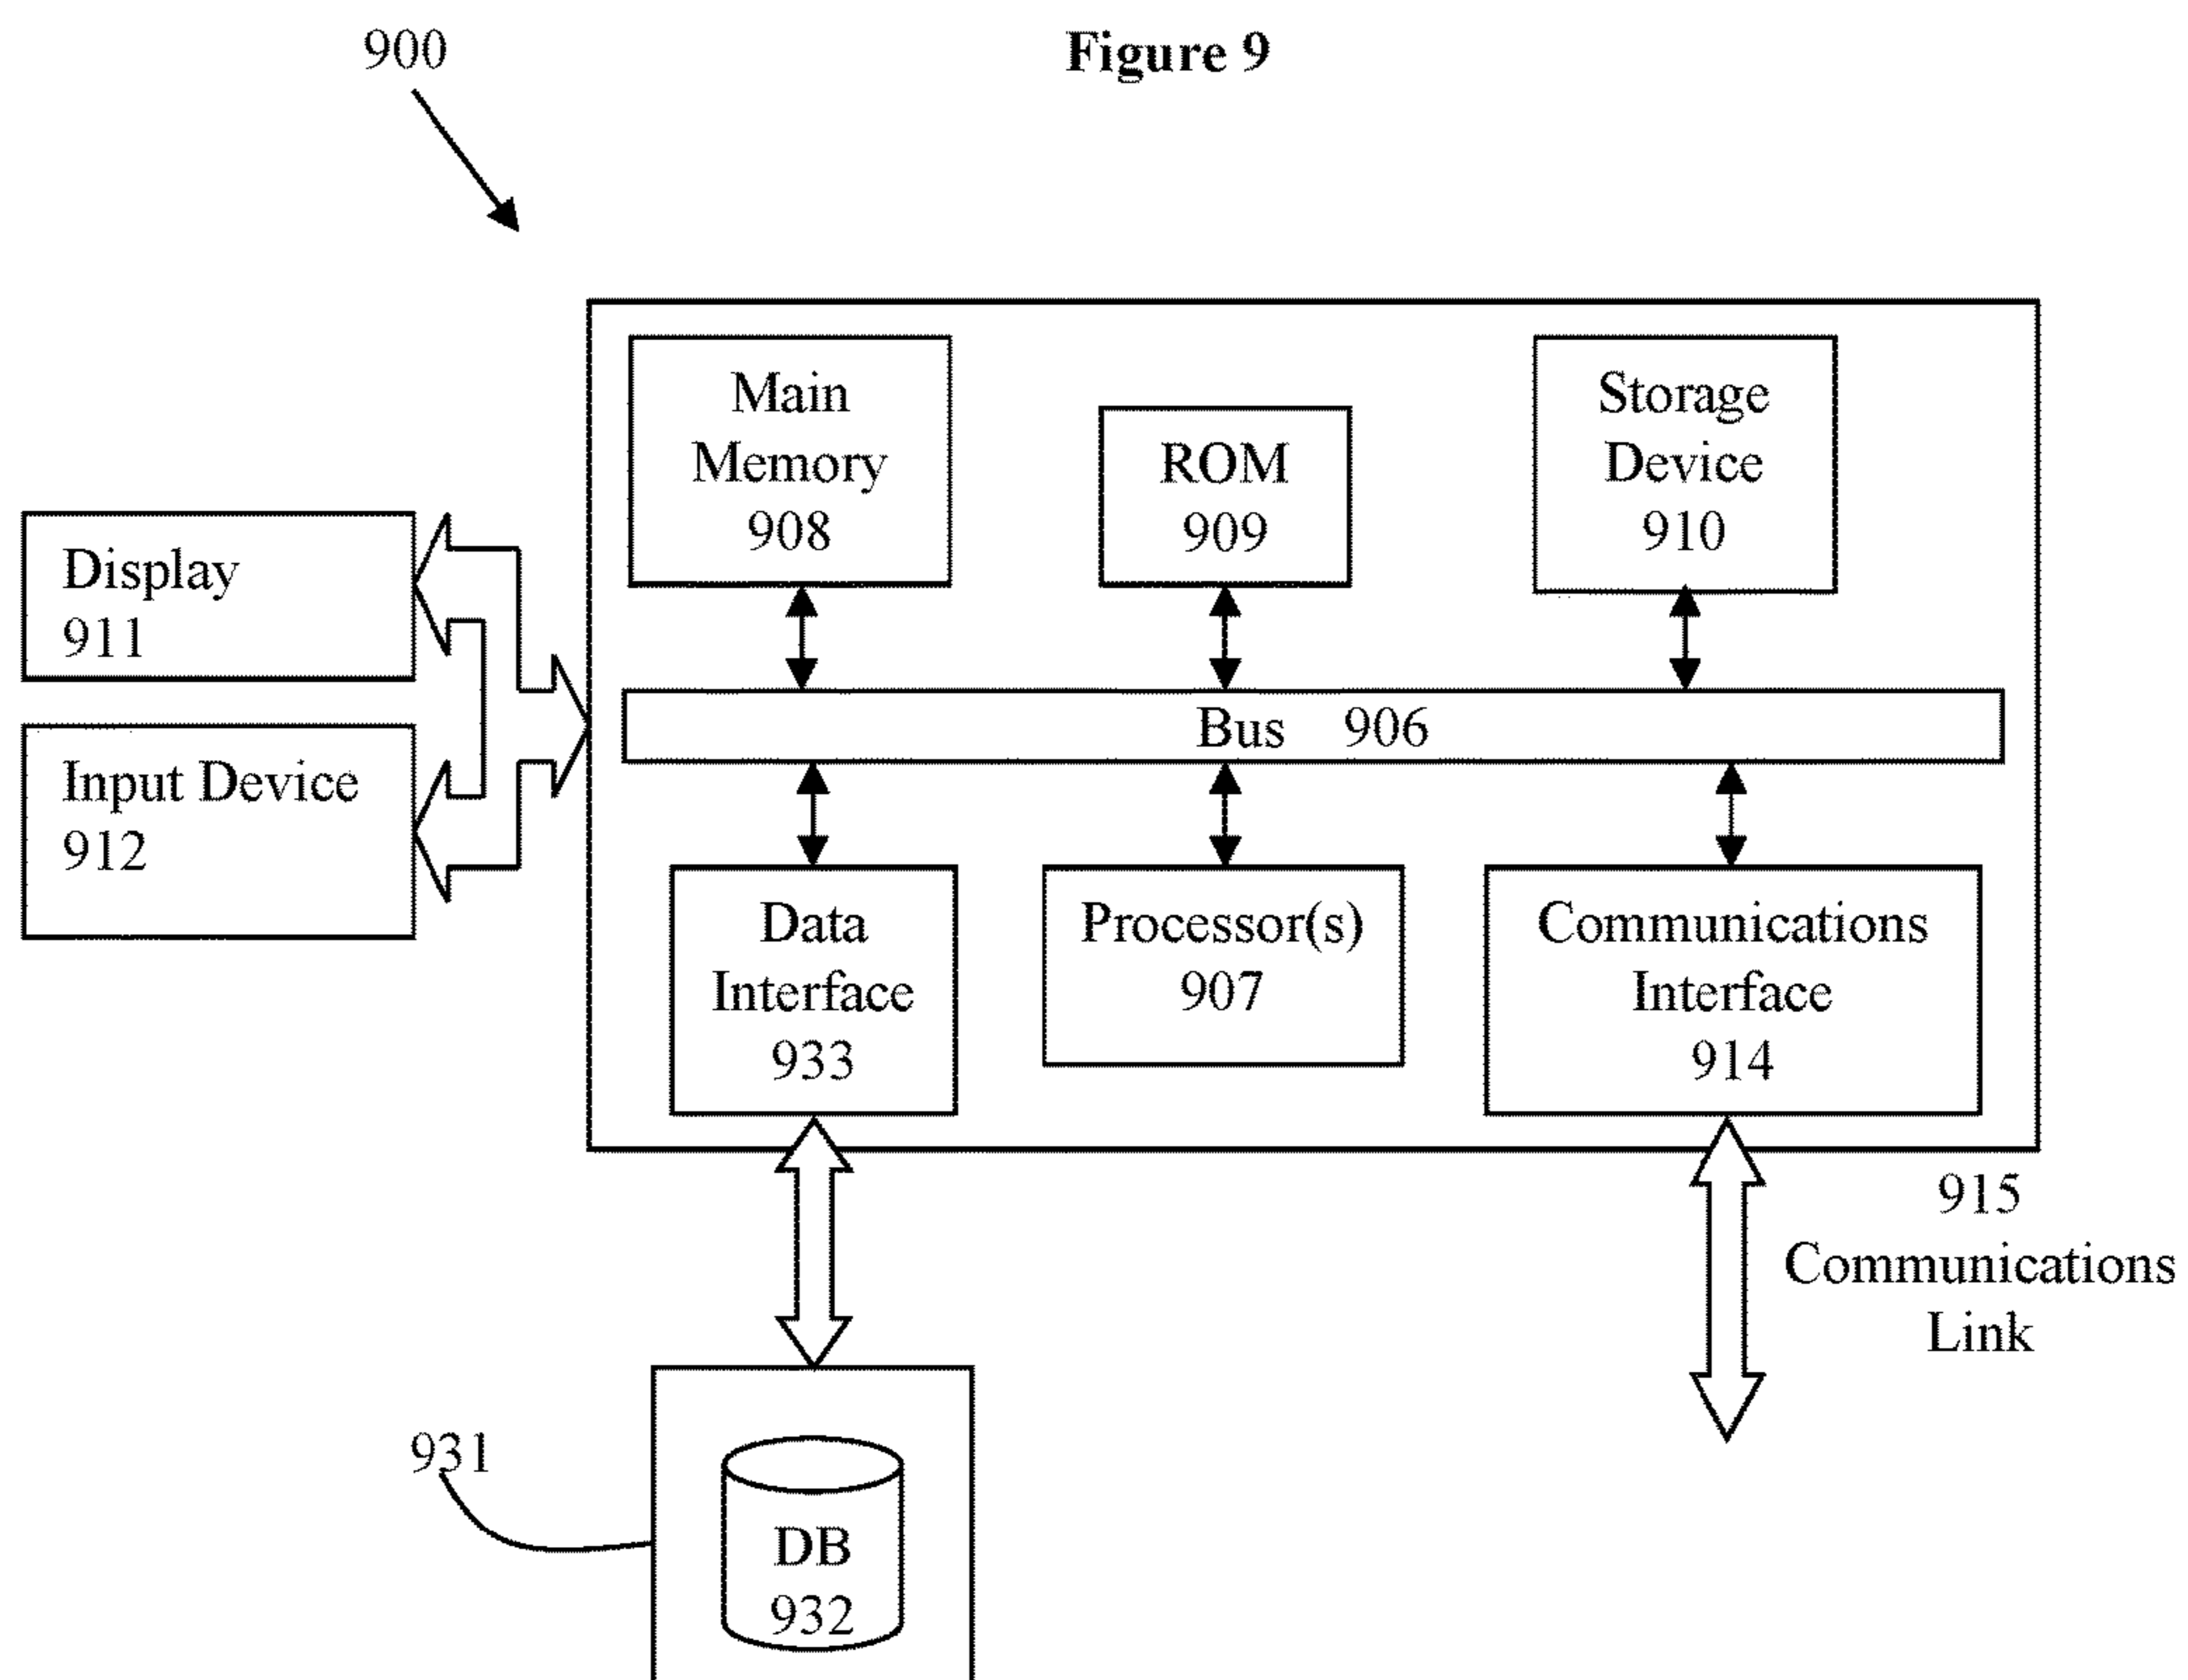 900
Figure 9
Main
Memory
908
ROM
909
Storage
Device
910
Display
911
Bus 906
Input Device
912
Data
Interface
933
Processor(s)
907
Communications
Interface
914
915
Communications
Link
931
DB
932